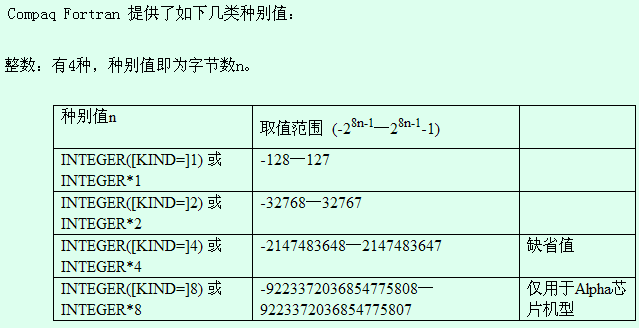 Compaq Fortran 提供了如下几类种别值：
整数：有4种，种别值即为字节数n。
种别值n
取值范围 (-2^8n-1—2^8n-1-1)
INTEGER([KIND=]1) 或
INTEGER*1
-128—127
INTEGER([KIND=]2) 或
INTEGER*2
-32768—32767
INTEGER([KIND=]4) 或
INTEGER*4
-2147483648—2147483647
缺省值
INTEGER([KIND=]8) 或
INTEGER*8
-9223372036854775808—
9223372036854775807
仅用于Alpha芯
片机型